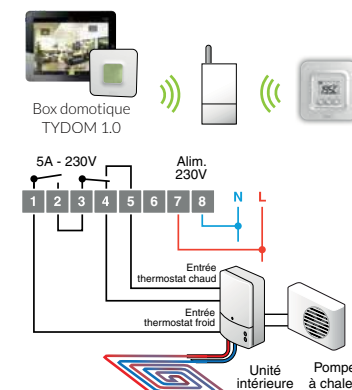 Box domotique
TYDOM 1.0
5A - 230V
Alim.
230V
1 2 3 4 5 6 7 8
N L
Entrée
thermostat chaud
Entrée
thermostat froid
Unité
intérieure
Pompe
à chaleu